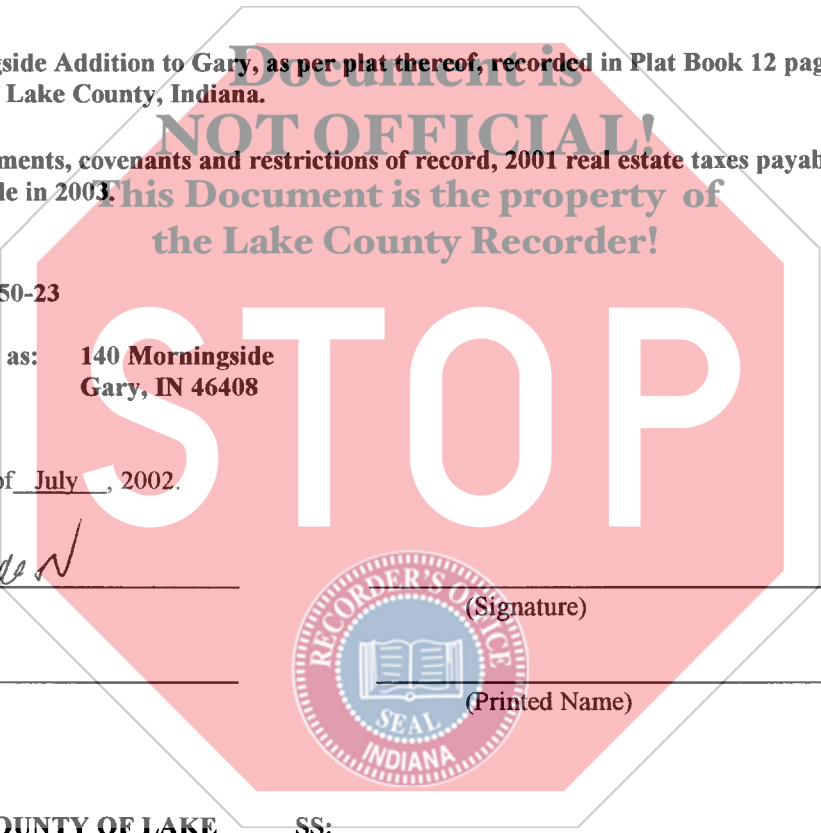 gside Addition to Gary, as per plat thereof, recorded in Plat Book 12 pag
Lake County, Indiana.
Document is
NOT OFFICIAL!
ments, covenants and restrictions of record, 2001 real estate taxes payab
le in 2003.
This Document is the property of
the Lake County Recorder!
50-23
as: 140 Morningside
Gary, IN 46408
STOP
of July, 2002.
(Signature)
RECORDER'S OFFICE
SEAL
INDIANA
(Printed Name)
OUNTY OF LAKE SS: